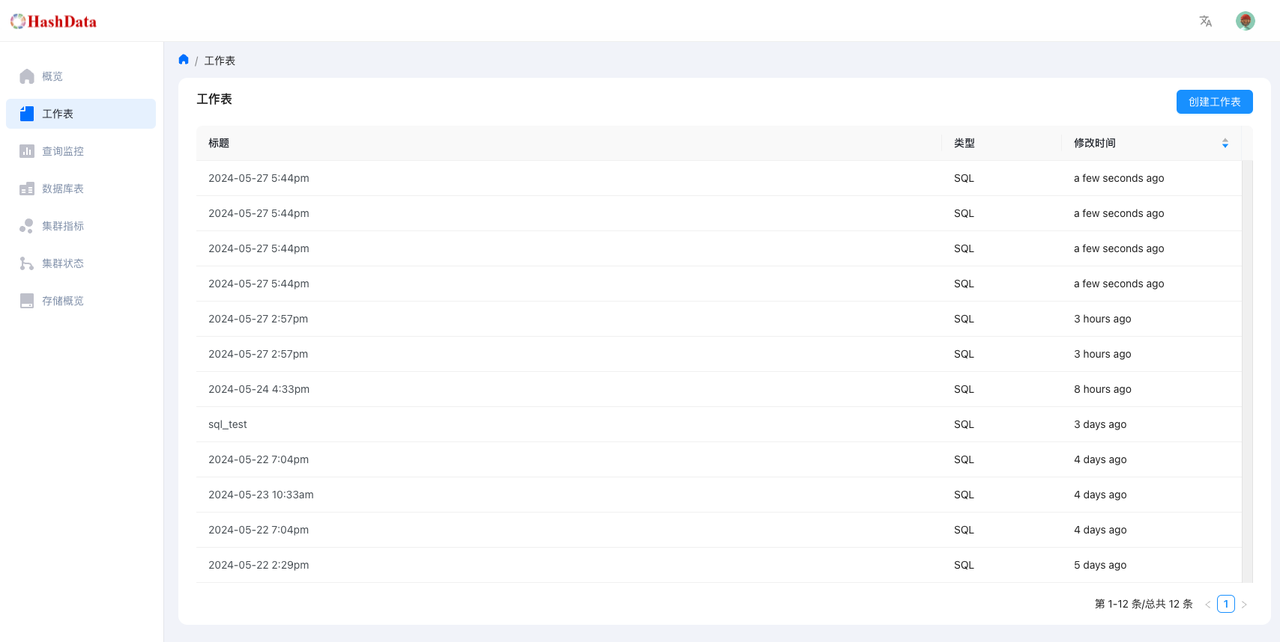 HashData
概览
工作表
查询监控
数据库表
集群指标
集群状态
存储概览
/ 工作表
工作表
创建工作表
标题 类型 修改时间
2024-05-27 5:44pm SQL a few seconds ago
2024-05-27 5:44pm SQL a few seconds ago
2024-05-27 5:44pm SQL a few seconds ago
2024-05-27 5:44pm SQL a few seconds ago
2024-05-27 2:57pm SQL 3 hours ago
2024-05-27 2:57pm SQL 3 hours ago
2024-05-24 4:33pm SQL 8 hours ago
sql_test SQL 3 days ago
2024-05-22 7:04pm SQL 4 days ago
2024-05-23 10:33am SQL 4 days ago
2024-05-22 7:04pm SQL 4 days ago
2024-05-22 2:29pm SQL 5 days ago
第 1-12 条/总共 12 条 < 1 >